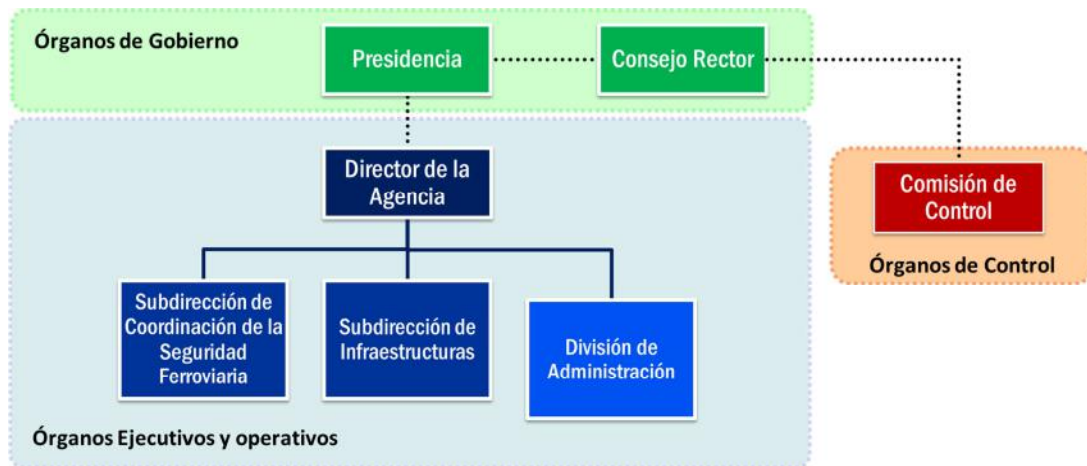 Órganos de Gobierno
Presidencia
Consejo Rector
Director de la
Agencia
Comisión de
Control
Órganos de Control
Subdirección de
Coordinación de la
Seguridad
Ferroviaria
Subdirección de
Infraestructuras
División de
Administración
Órganos Ejecutivos y operativos